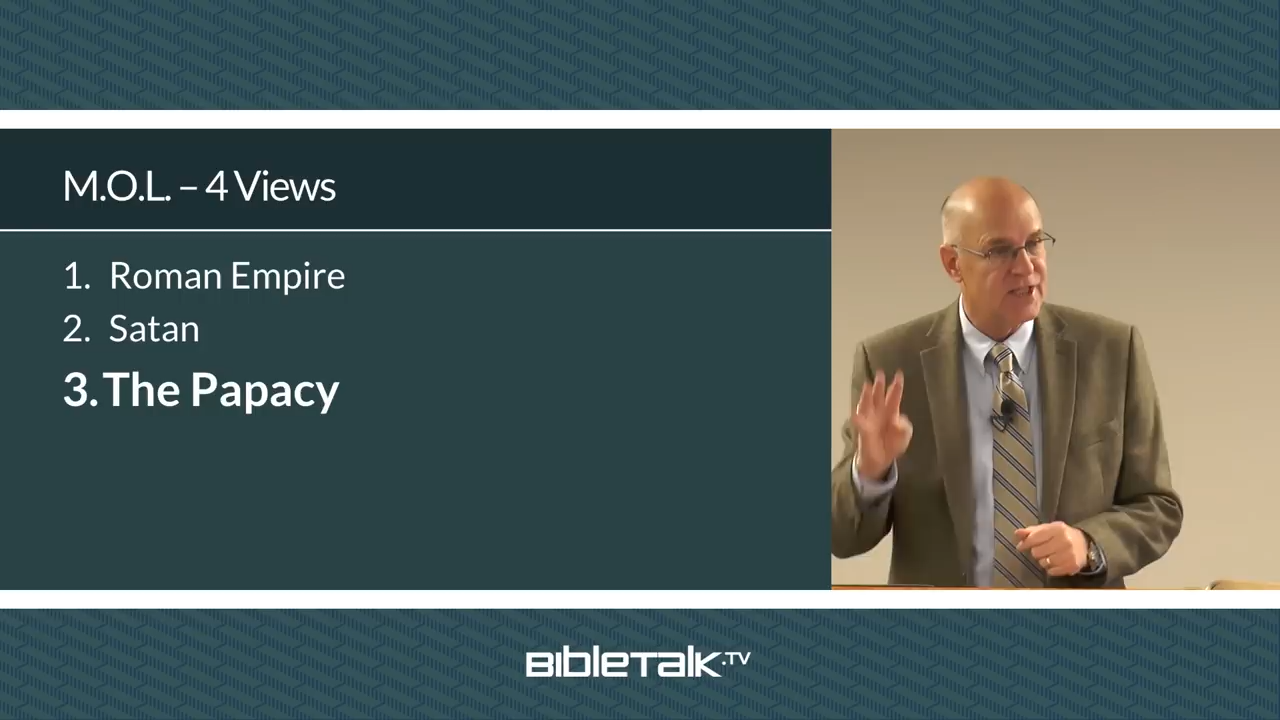 M.O.L. – 4 Views
1. Roman Empire
2. Satan
3. The Papacy
BIBLETALK.TV